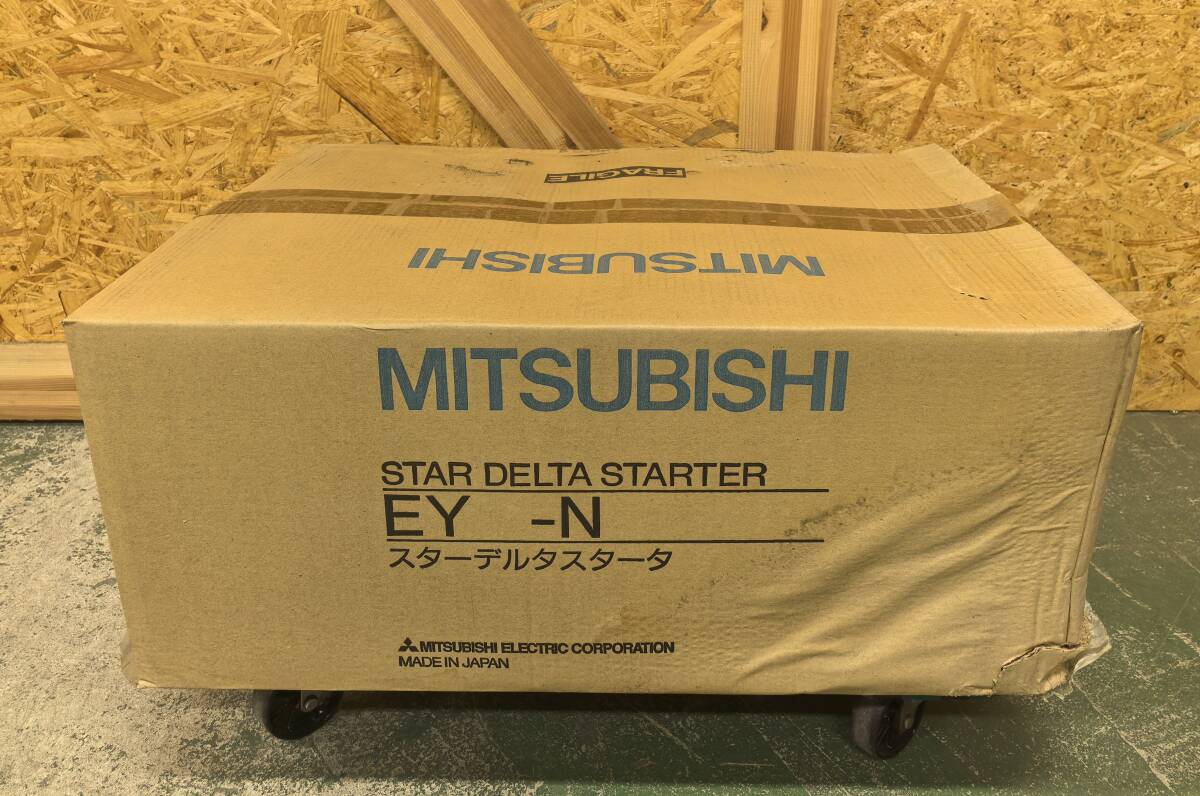 FRAGILE
MITSUBISHI
MITSUBISHI
STAR DELTA STARTER
EY -N
スターデルタスタータ
MITSUBISHI ELECTRIC CORPORATION
MADE IN JAPAN